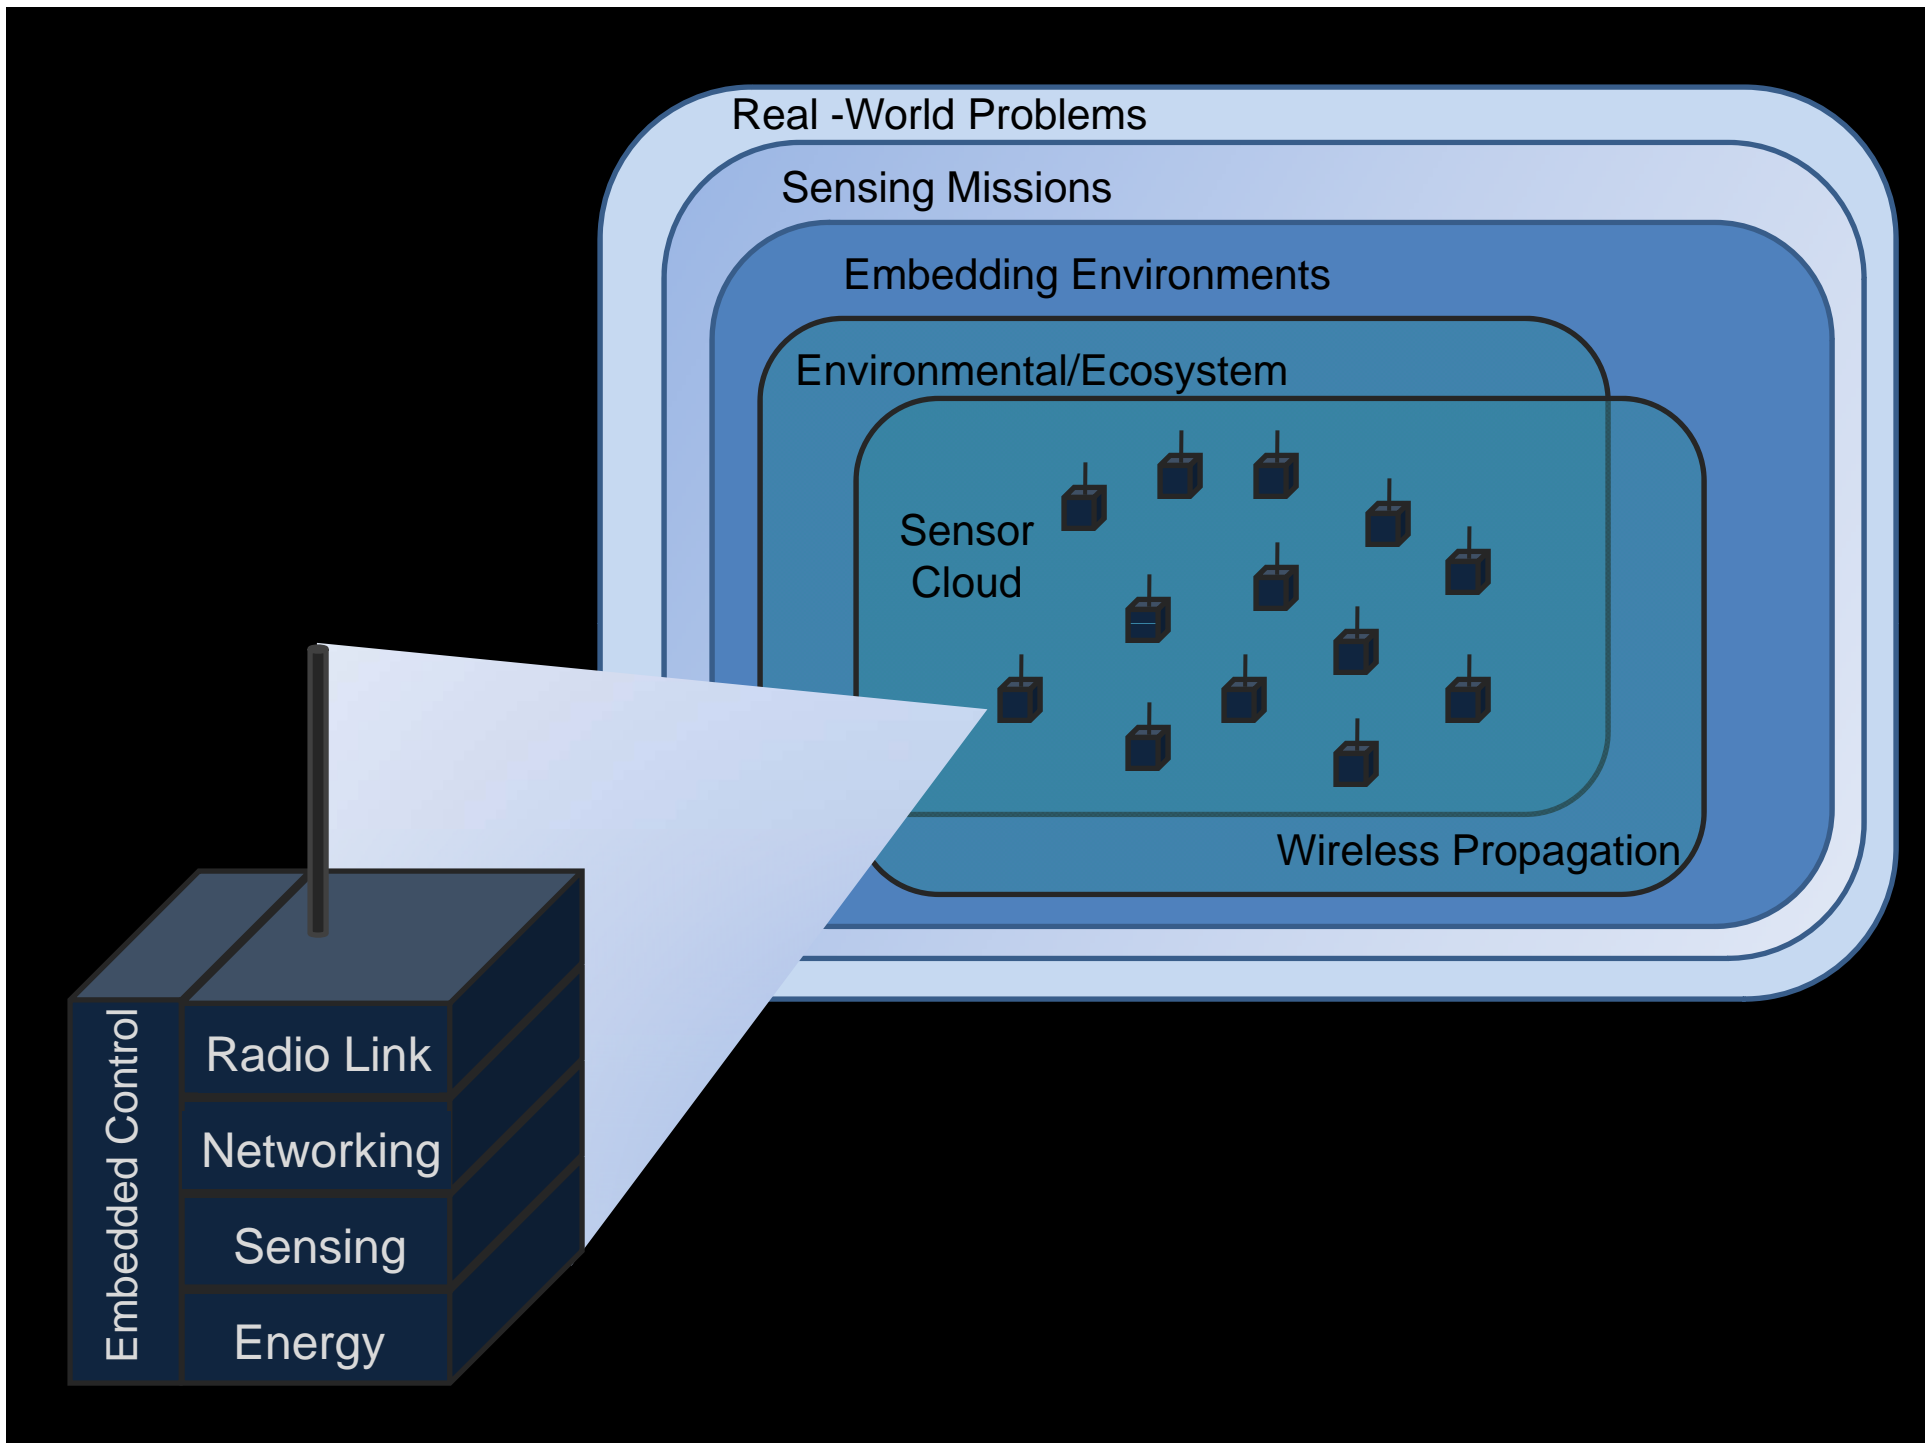 Real -World Problems
Sensing Missions
Embedding Environments
Environmental/Ecosystem
Sensor
Cloud
Wireless Propagation
Embedded Control
Radio Link
Networking
Sensing
Energy